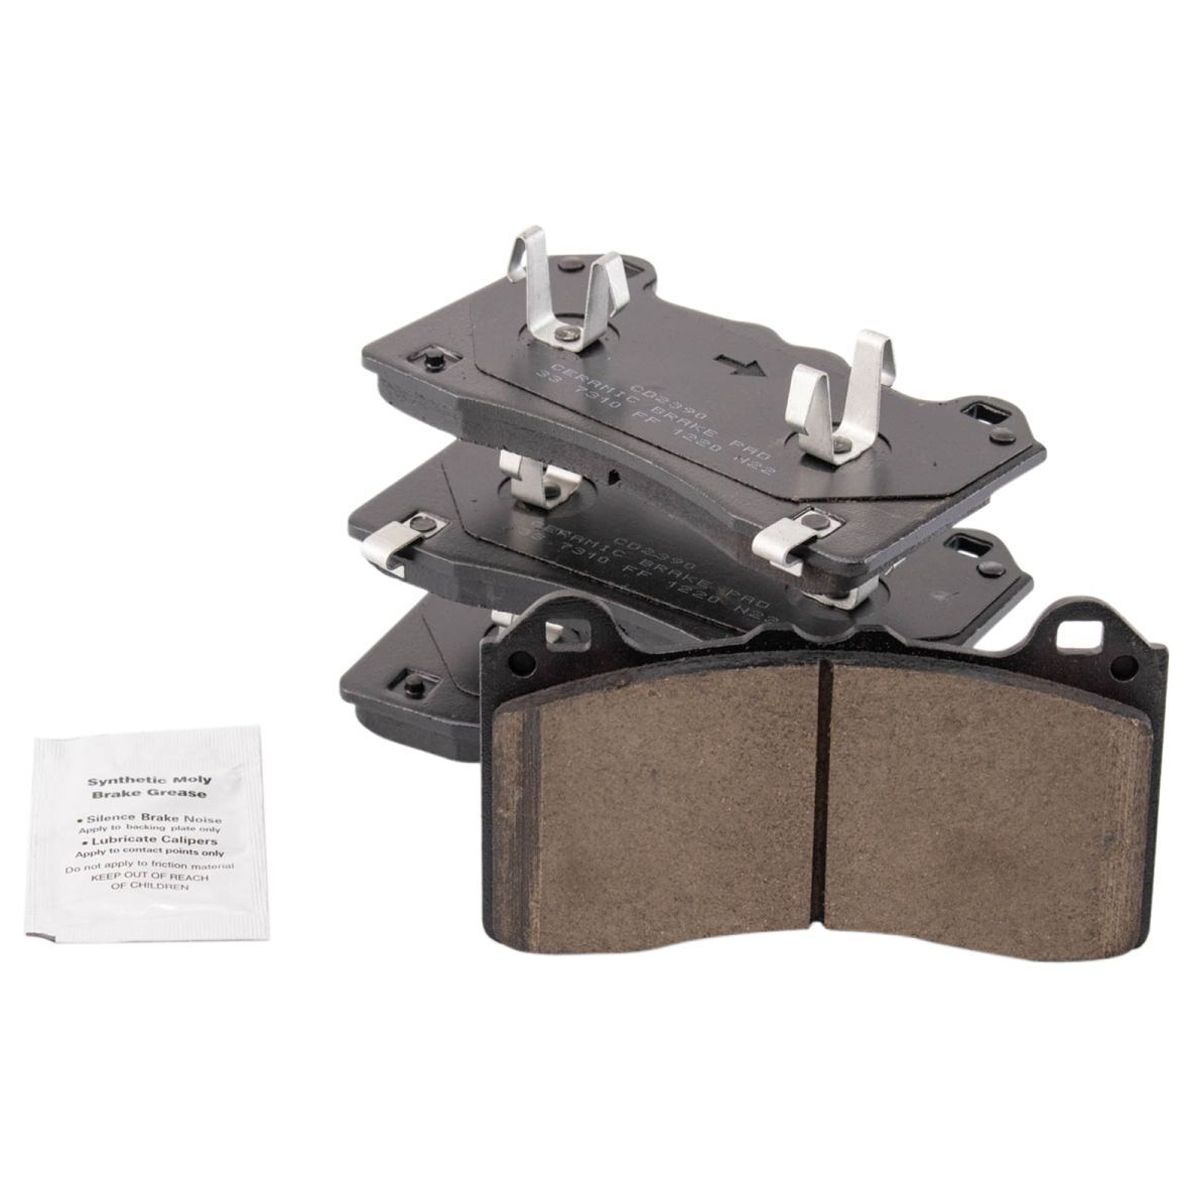 CD2390
CERAMIC BRAKE PAD
33 7310 FF 1220 N22
CD2390
CERAMIC BRAKE PAD
33 7310 FF 1220 N22
Synthetic Moly
Brake Grease
• Silence Brake Noise
Apply to backing plate only
• Lubricate Calipers
Apply to contact points only
Do not apply to friction material
KEEP OUT OF REACH
OF CHILDREN